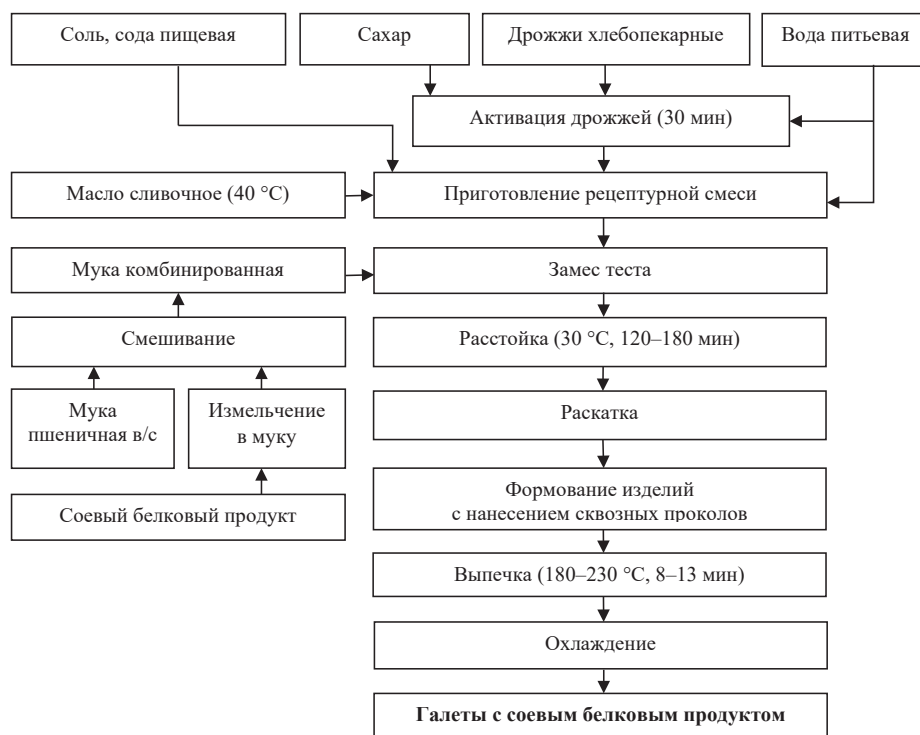 Соль, сода пищевая
Сахар
Дрожжи хлебопекарные
Вода питьевая
Активация дрожжей (30 мин)
Масло сливочное (40 °C)
Приготовление рецептурной смеси
Мука комбинированная
Замес теста
Смешивание
Расстойка (30 °C, 120–180 мин)
Мука
пшеничная в/с
Измельчение
в муку
Раскатка
Соевый белковый продукт
Формование изделий
с нанесением сквозных проколов
Выпечка (180–230 °C, 8–13 мин)
Охлаждение
Галеты с соевым белковым продуктом